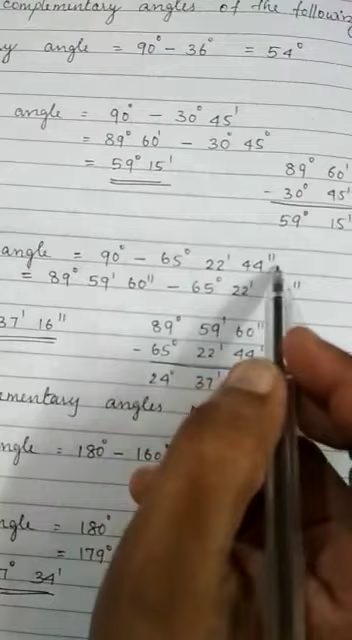 complementary angles of the following
y angle = 90° - 36° = 54°
angle = 90° - 30° 45'
= 89° 60' - 30° 45°
= 59° 15'
89° 60'
- 30° 45'
59° 15'
angle = 90° - 65° 22' 44"
= 89° 59' 60" - 65° 22' "
37' 16"
89° 59' 60"
- 65° 22' 44'
24° 37'
ementary angles
ngle = 180° - 160°
ngle = 180°
= 179°
7° 34'